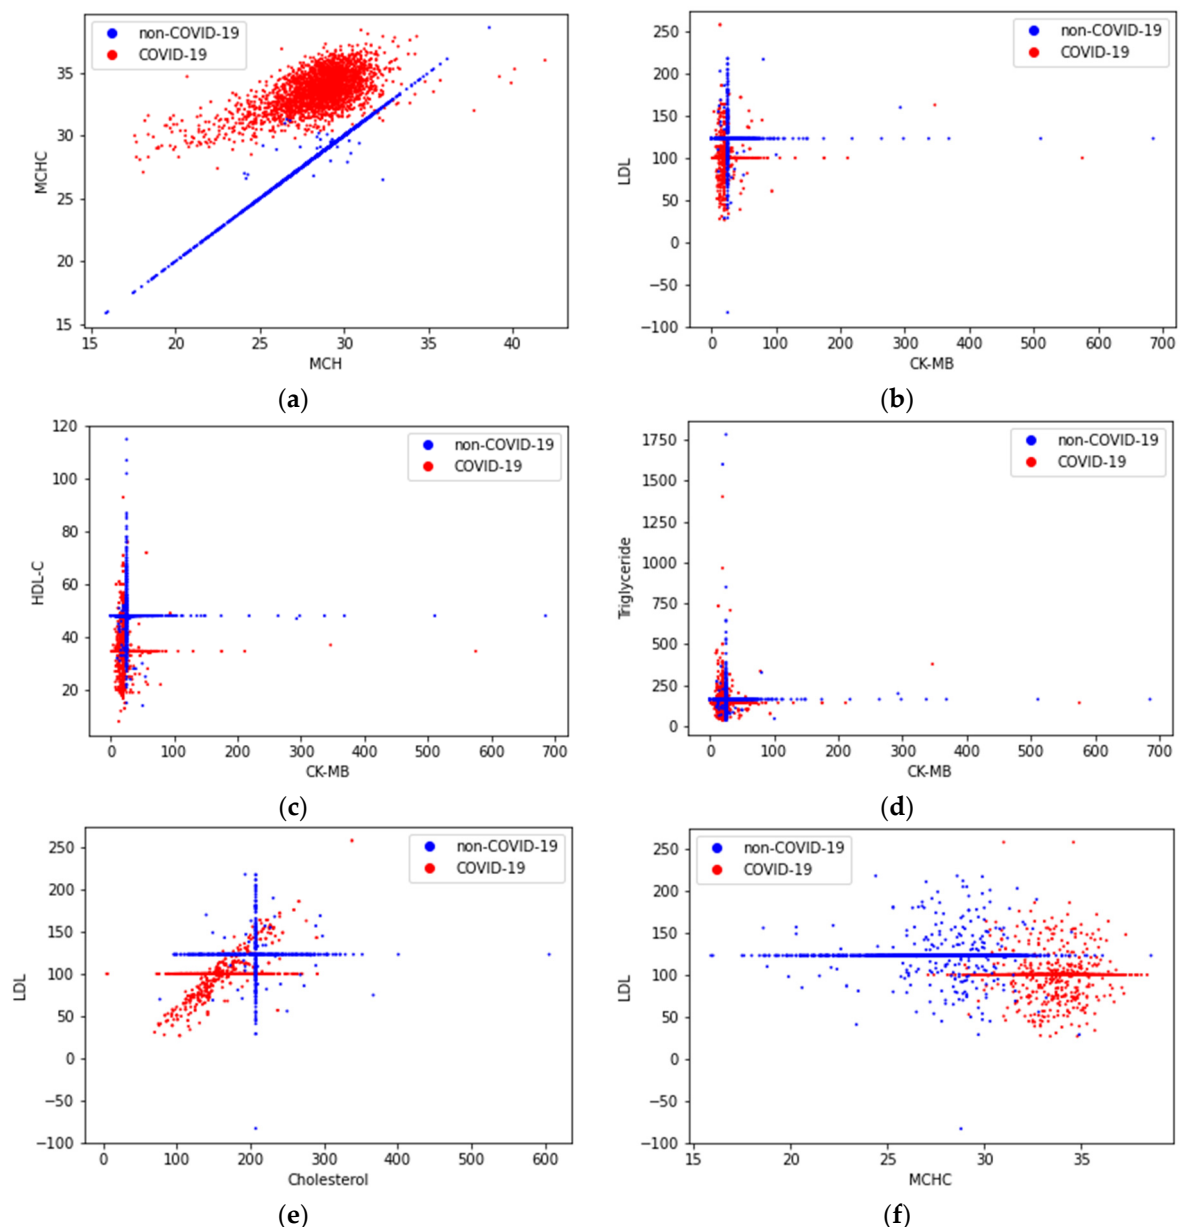 non-COVID-19
COVID-19
MCHC
35
30
25
20
15
15 20 25 30 35 40
MCH
(a)
non-COVID-19
COVID-19
LDL
250
200
150
100
50
0
−50
−100
0 100 200 300 400 500 600 700
CK-MB
(b)
non-COVID-19
COVID-19
HDL-C
120
100
80
60
40
20
0 100 200 300 400 500 600 700
CK-MB
(c)
non-COVID-19
COVID-19
Triglyceride
1750
1500
1250
1000
750
500
250
0
0 100 200 300 400 500 600 700
CK-MB
(d)
non-COVID-19
COVID-19
LDL
250
200
150
100
50
0
−50
−100
0 100 200 300 400 500 600
Cholesterol
(e)
non-COVID-19
COVID-19
LDL
250
200
150
100
50
0
−50
−100
15 20 25 30 35
MCHC
(f)